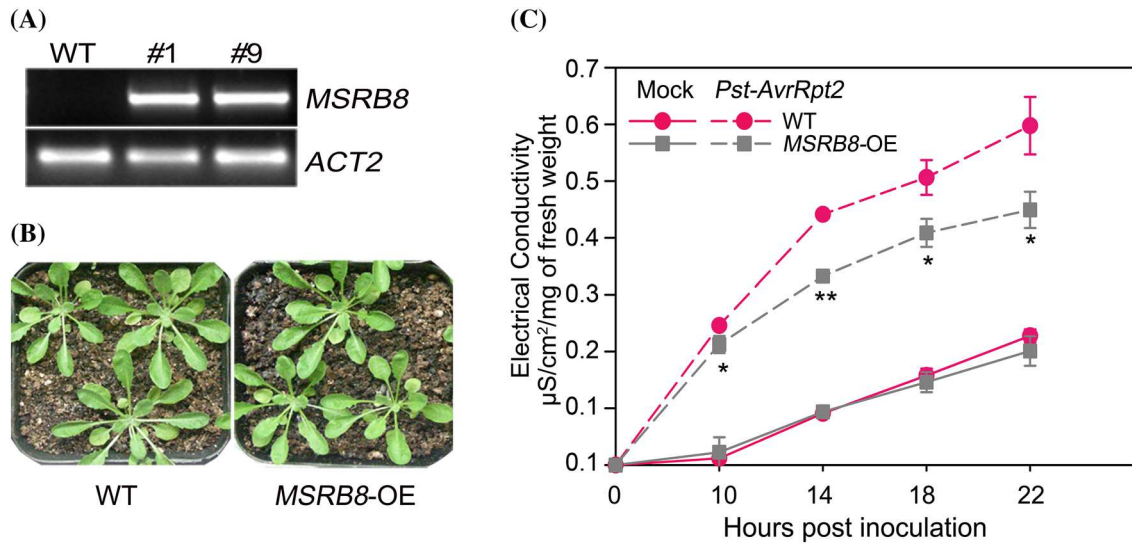 (A)
WT #1 #9
MSRB8
ACT2
(B)
WT MSRB8-OE
(C)
Electrical Conductivity
µS/cm²/mg of fresh weight
0.7
0.6
0.5
0.4
0.3
0.2
0.1
0.1
Mock Pst-AvrRpt2
WT
MSRB8-OE
*
**
*
*
0 10 14 18 22
Hours post inoculation